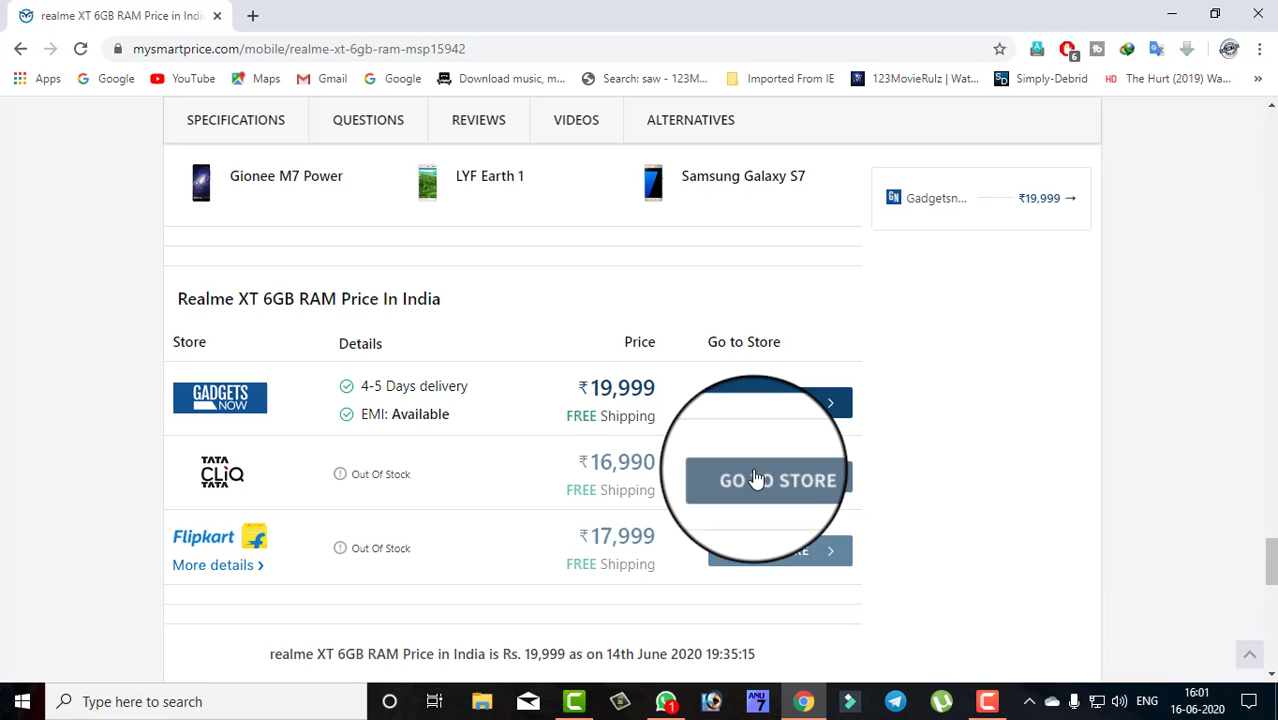 realme XT 6GB RAM Price in Indi
mysmartprice.com/mobile/realme-xt-6gb-ram-msp15942
6
Apps
Google
YouTube
Maps
Gmail
Google
Download music, m...
Search: saw - 123M...
Imported From IE
123MovieRulz | Wat...
Simply-Debrid
The Hurt (2019) Wa...
SPECIFICATIONS
QUESTIONS
REVIEWS
VIDEOS
ALTERNATIVES
Gionee M7 Power
LYF Earth 1
Samsung Galaxy S7
GN Gadgetsn... ₹19,999 →
Realme XT 6GB RAM Price In India
Store
Details
Price
Go to Store
GADGETS NOW
4-5 Days delivery
₹19,999
EMI: Available
FREE Shipping
TATA CLiQ TATA
Out Of Stock
₹16,990
FREE Shipping
GO TO STORE
Flipkart
Out Of Stock
₹17,999
More details ›
FREE Shipping
realme XT 6GB RAM Price in India is Rs. 19,999 as on 14th June 2020 19:35:15
Type here to search
1
ANU 7
ENG
16:01
16-06-2020